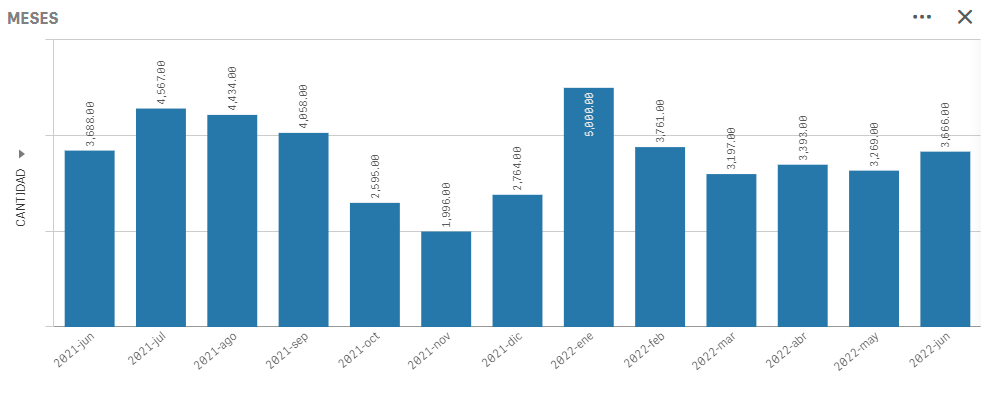 MESES
CANTIDAD
3,688.00
4,567.00
4,434.00
4,058.00
2,595.00
1,996.00
2,764.00
5,000.00
3,761.00
3,197.00
3,393.00
3,269.00
3,666.00
2021-jun
2021-jul
2021-ago
2021-sep
2021-oct
2021-nov
2021-dic
2022-ene
2022-feb
2022-mar
2022-abr
2022-may
2022-jun